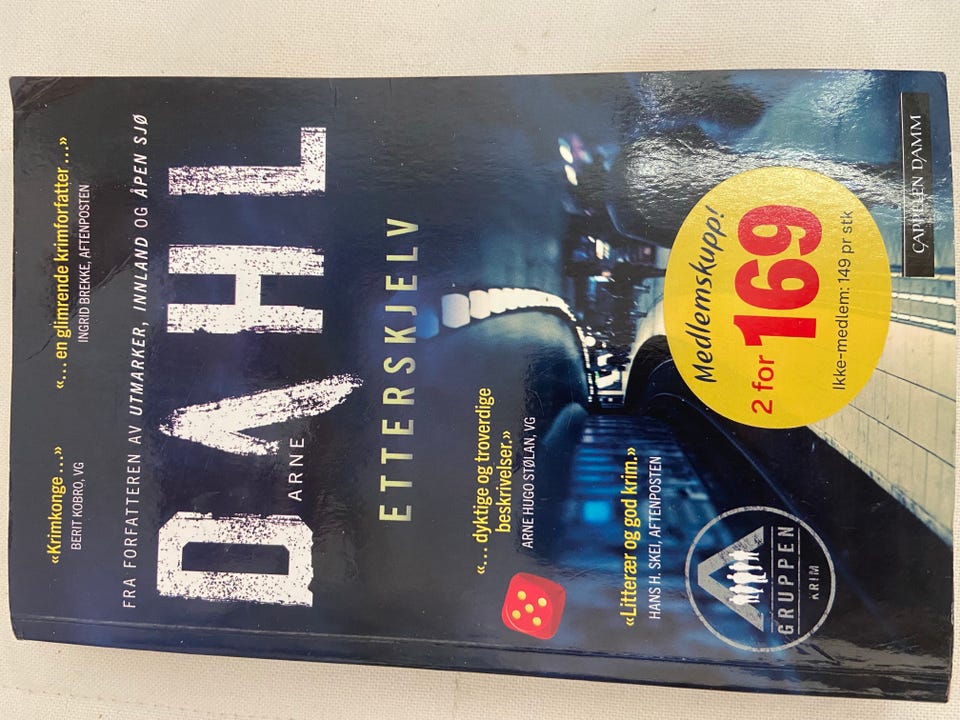 «Krimkonge ...»
BERIT KOBRO, VG
«... en glimrende krimforfatter ...»
INGRID BREKKE, AFTENPOSTEN
FRA FORFATTEREN AV UTMARKER, INNLAND OG ÅPEN SJØ
DAHL
ARNE
ETTERSKJELV
«... dyktige og troverdige
beskrivelser.»
ARNE HUGO STØLAN, VG
«Litterær og god krim.»
HANS H. SKEI, AFTENPOSTEN
A
GRUPPEN
KRIM
Medlemskupp!
2 for 169
Ikke-medlem: 149 pr stk
CAPPELEN DAMM